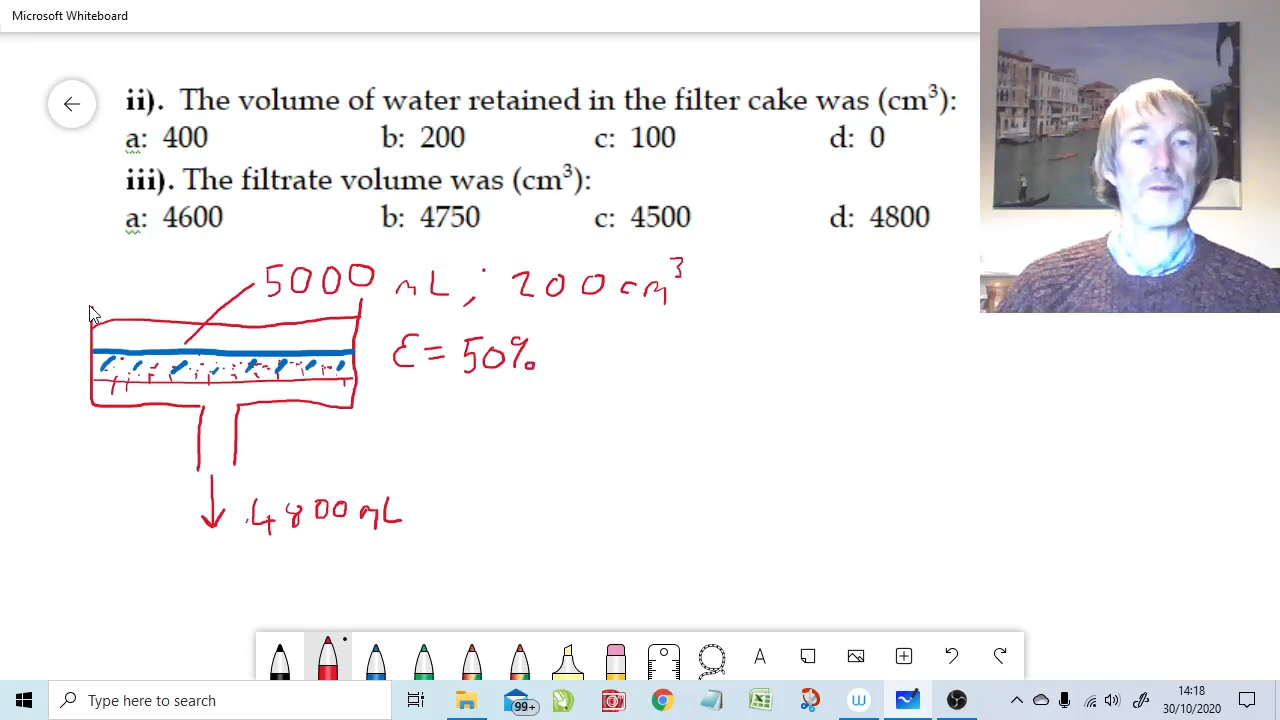 Microsoft Whiteboard
ii). The volume of water retained in the filter cake was (cm³):
a: 400 b: 200 c: 100 d: 0
iii). The filtrate volume was (cm³):
a: 4600 b: 4750 c: 4500 d: 4800
5000 mL ; 200 cm³
ε = 50%
4800 mL
A
Type here to search
99+
W
14:18
30/10/2020